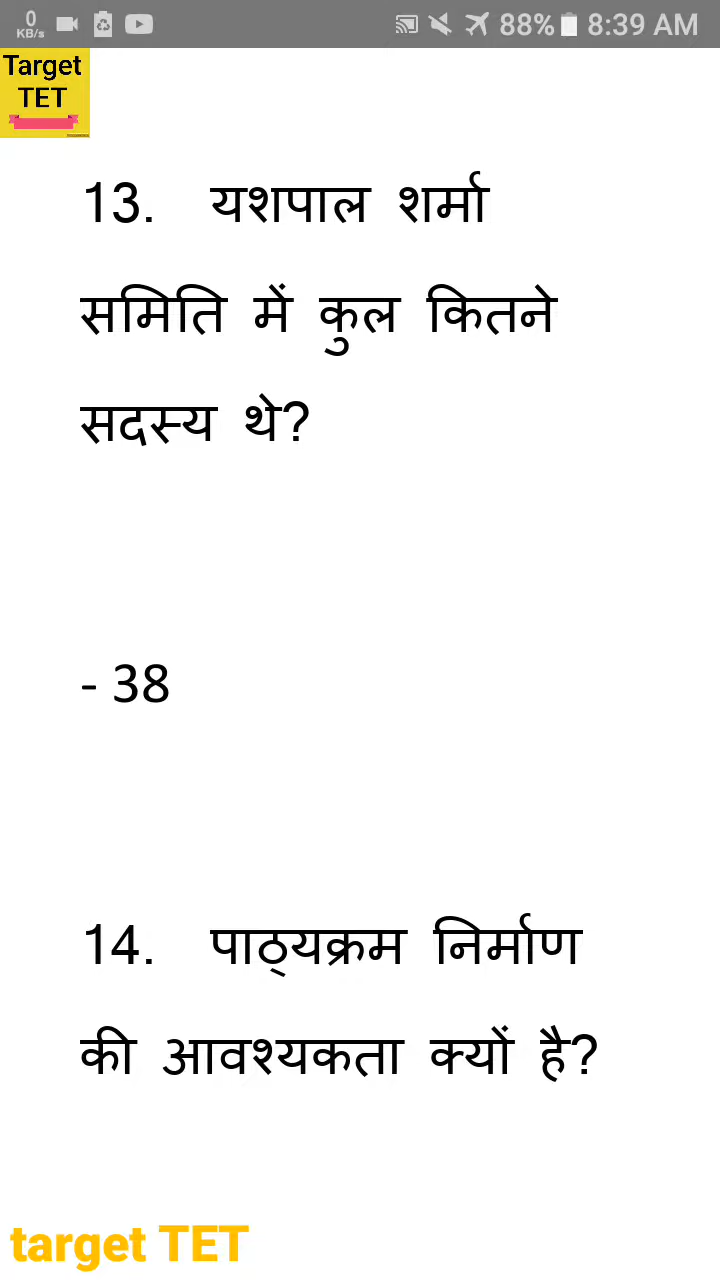 0
KB/s
88% 8:39 AM
Target
TET
13. यशपाल शर्मा
समिति में कुल कितने
सदस्य थे?
- 38
14. पाठ्यक्रम निर्माण
की आवश्यकता क्यों है?
target TET